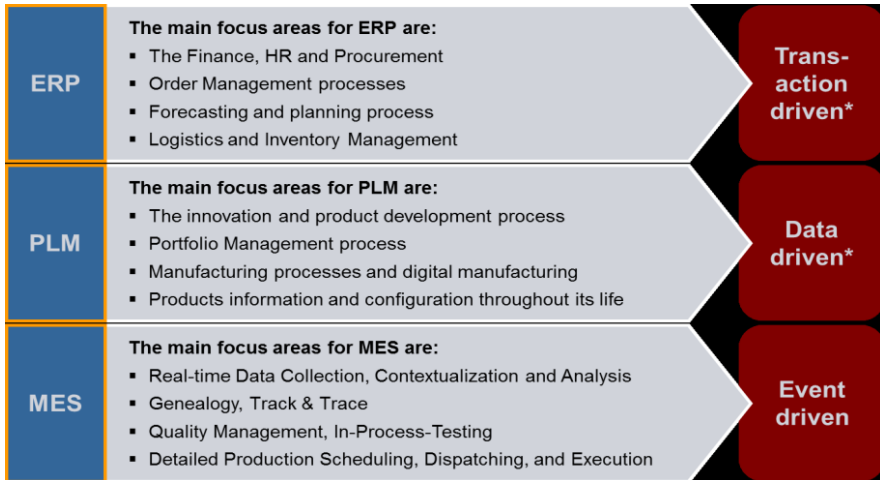 ERP
The main focus areas for ERP are:
▪ The Finance, HR and Procurement
▪ Order Management processes
▪ Forecasting and planning process
▪ Logistics and Inventory Management
Trans-
action
driven*
PLM
The main focus areas for PLM are:
▪ The innovation and product development process
▪ Portfolio Management process
▪ Manufacturing processes and digital manufacturing
▪ Products information and configuration throughout its life
Data
driven*
MES
The main focus areas for MES are:
▪ Real-time Data Collection, Contextualization and Analysis
▪ Genealogy, Track & Trace
▪ Quality Management, In-Process-Testing
▪ Detailed Production Scheduling, Dispatching, and Execution
Event
driven